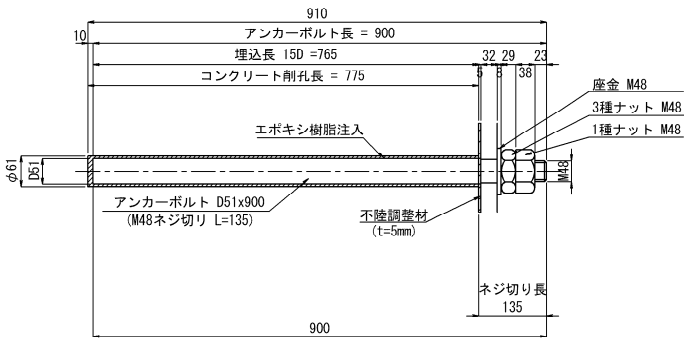 910
アンカーボルト長 = 900
10
埋込長 15D =765
32 29 23
コンクリート削孔長 = 775
5 8 38
座金 M48
3種ナット M48
1種ナット M48
エポキシ樹脂注入
φ61
D51
M48
アンカーボルト D51x900
(M48ネジ切リ L=135)
不陸調整材
(t=5mm)
ネジ切り長
135
900